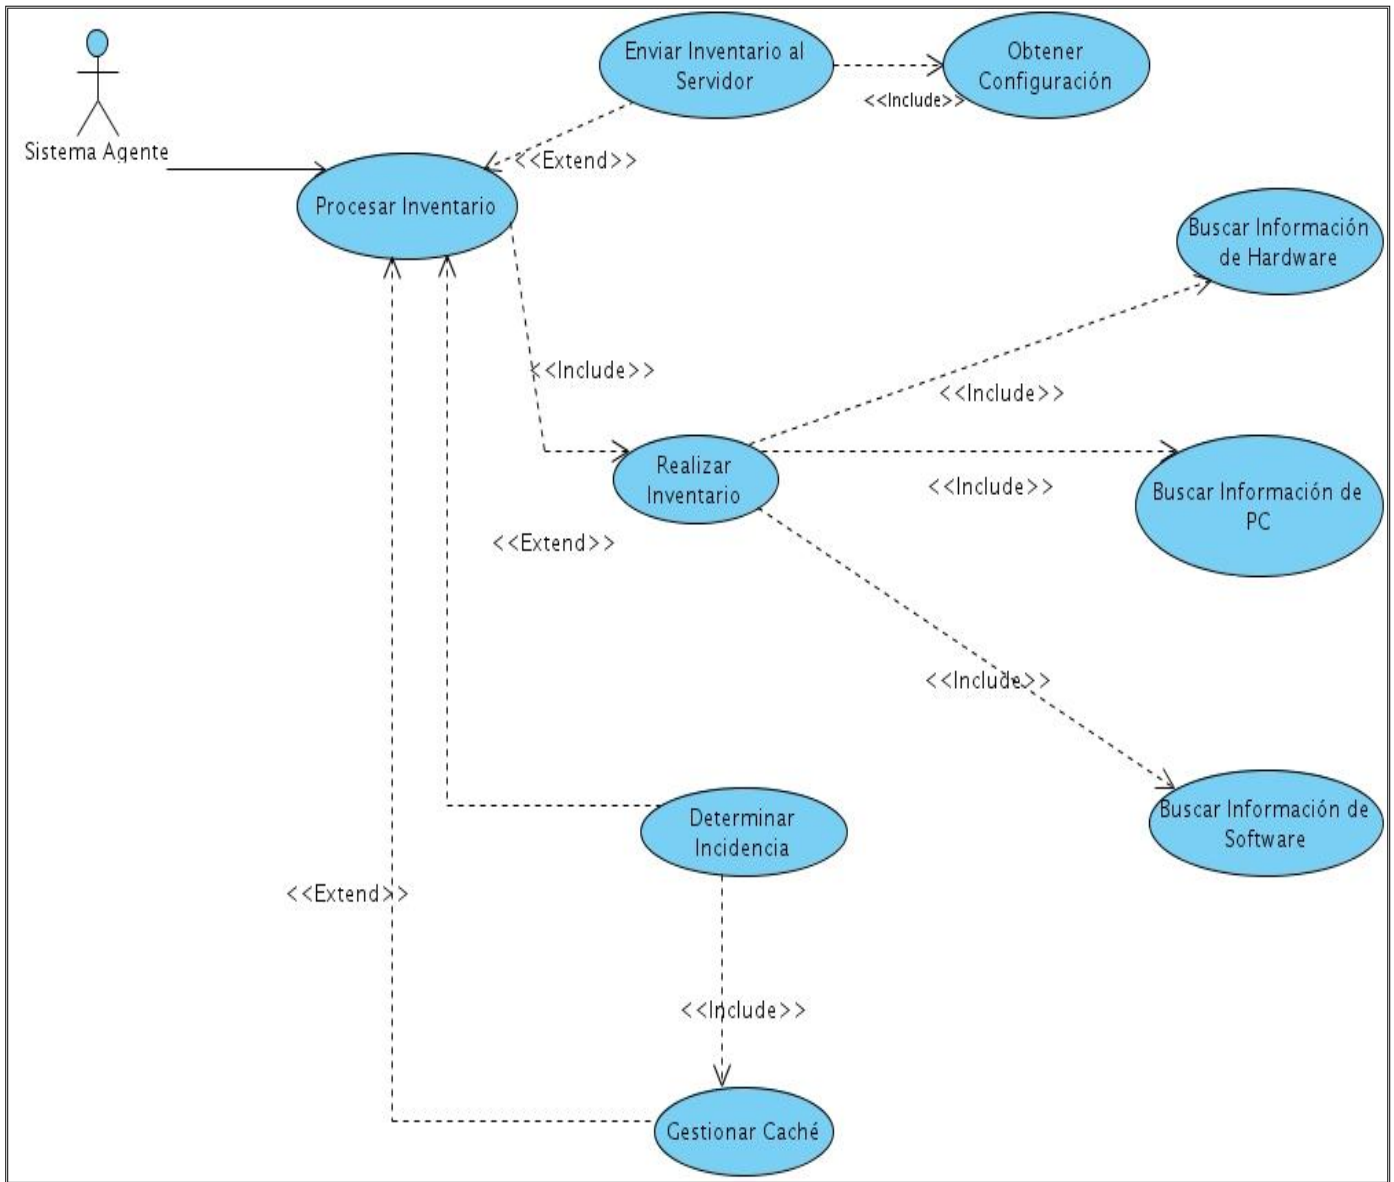 Enviar Inventario al
Servidor
Obtener
Configuración
<<Include>>
Sistema Agente
<<Extend>>
Procesar Inventario
Buscar Información
de Hardware
<<Include>>
<<Include>>
Realizar
Inventario
Buscar Información de
PC
<<Include>>
<<Extend>>
<<Include>>
Determinar
Incidencia
Buscar Información de
Software
<<Extend>>
<<Include>>
Gestionar Caché